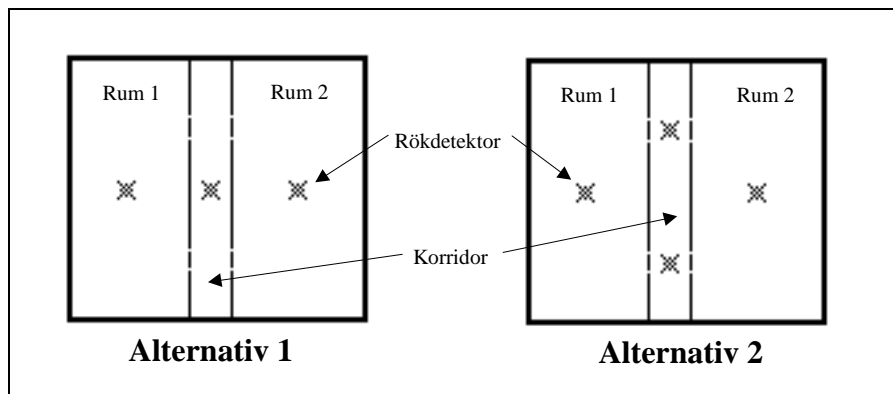 Rum 1
Rum 2
Rum 1
Rum 2
Rökdetektor
Korridor
Alternativ 1
Alternativ 2